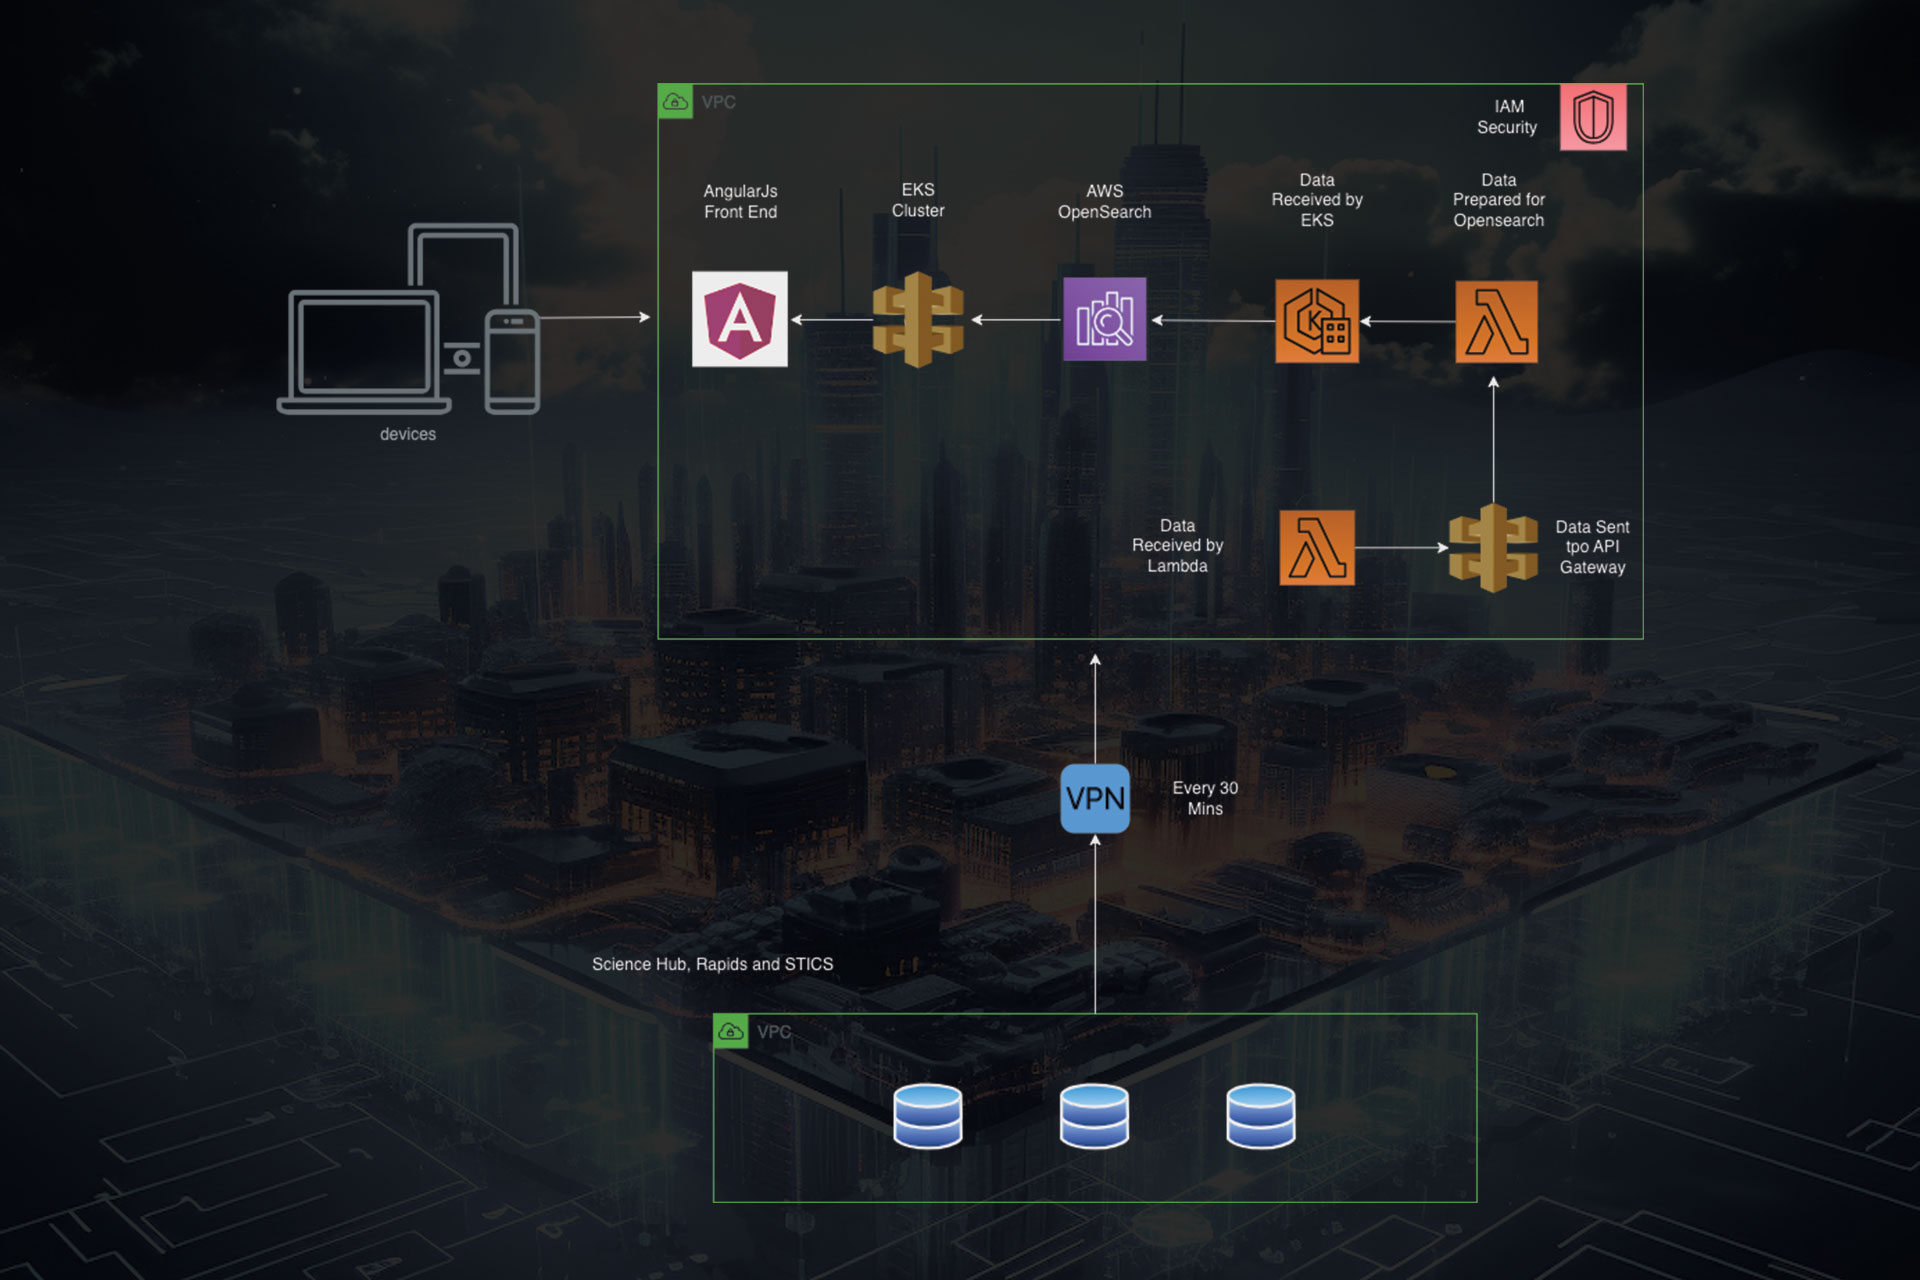 VPC
IAM
Security
AngularJs
Front End
EKS
Cluster
AWS
OpenSearch
Data
Received by
EKS
Data
Prepared for
Opensearch
A
K
devices
Data
Received by
Lambda
Data Sent
tpo API
Gateway
VPN
Every 30
Mins
Science Hub, Rapids and STICS
VPC